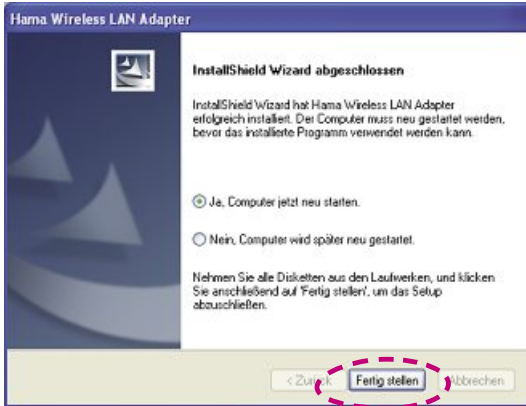 Hama Wireless LAN Adapter
InstallShield Wizard abgeschlossen
InstallShield Wizard hat Hama Wireless LAN Adapter
erfolgreich installiert. Der Computer muss neu gestartet werden,
bevor das installierte Programm verwendet werden kann.
Ja, Computer jetzt neu starten.
Nein, Computer wird später neu gestartet.
Nehmen Sie alle Disketten aus den Laufwerken, und klicken
Sie anschließend auf 'Fertig stellen', um das Setup
abzuschließen.
< Zurück Fertig stellen Abbrechen